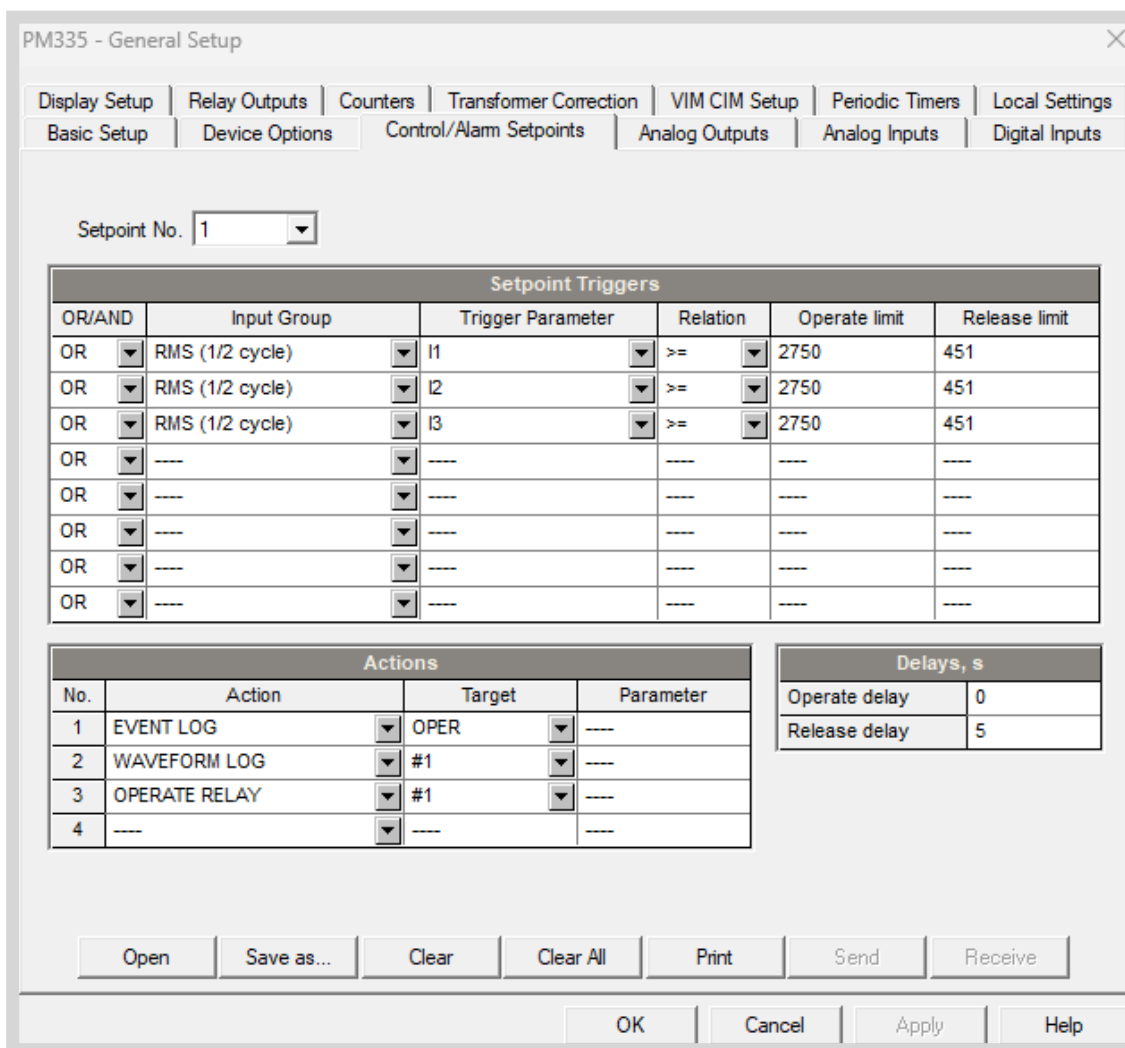 PM335 - General Setup
Display Setup Relay Outputs Counters Transformer Correction VIM CIM Setup Periodic Timers Local Settings
Basic Setup Device Options Control/Alarm Setpoints Analog Outputs Analog Inputs Digital Inputs
Setpoint No. 1
Setpoint Triggers
OR/AND Input Group Trigger Parameter Relation Operate limit Release limit
OR RMS (1/2 cycle) I1 >= 2750 451
OR RMS (1/2 cycle) I2 >= 2750 451
OR RMS (1/2 cycle) I3 >= 2750 451
OR ---- ---- ---- ---- ----
OR ---- ---- ---- ---- ----
OR ---- ---- ---- ---- ----
OR ---- ---- ---- ---- ----
OR ---- ---- ---- ---- ----
Actions
No. Action Target Parameter
1 EVENT LOG OPER ----
2 WAVEFORM LOG #1 ----
3 OPERATE RELAY #1 ----
4 ---- ---- ----
Delays, s
Operate delay 0
Release delay 5
Open Save as... Clear Clear All Print Send Receive
OK Cancel Apply Help